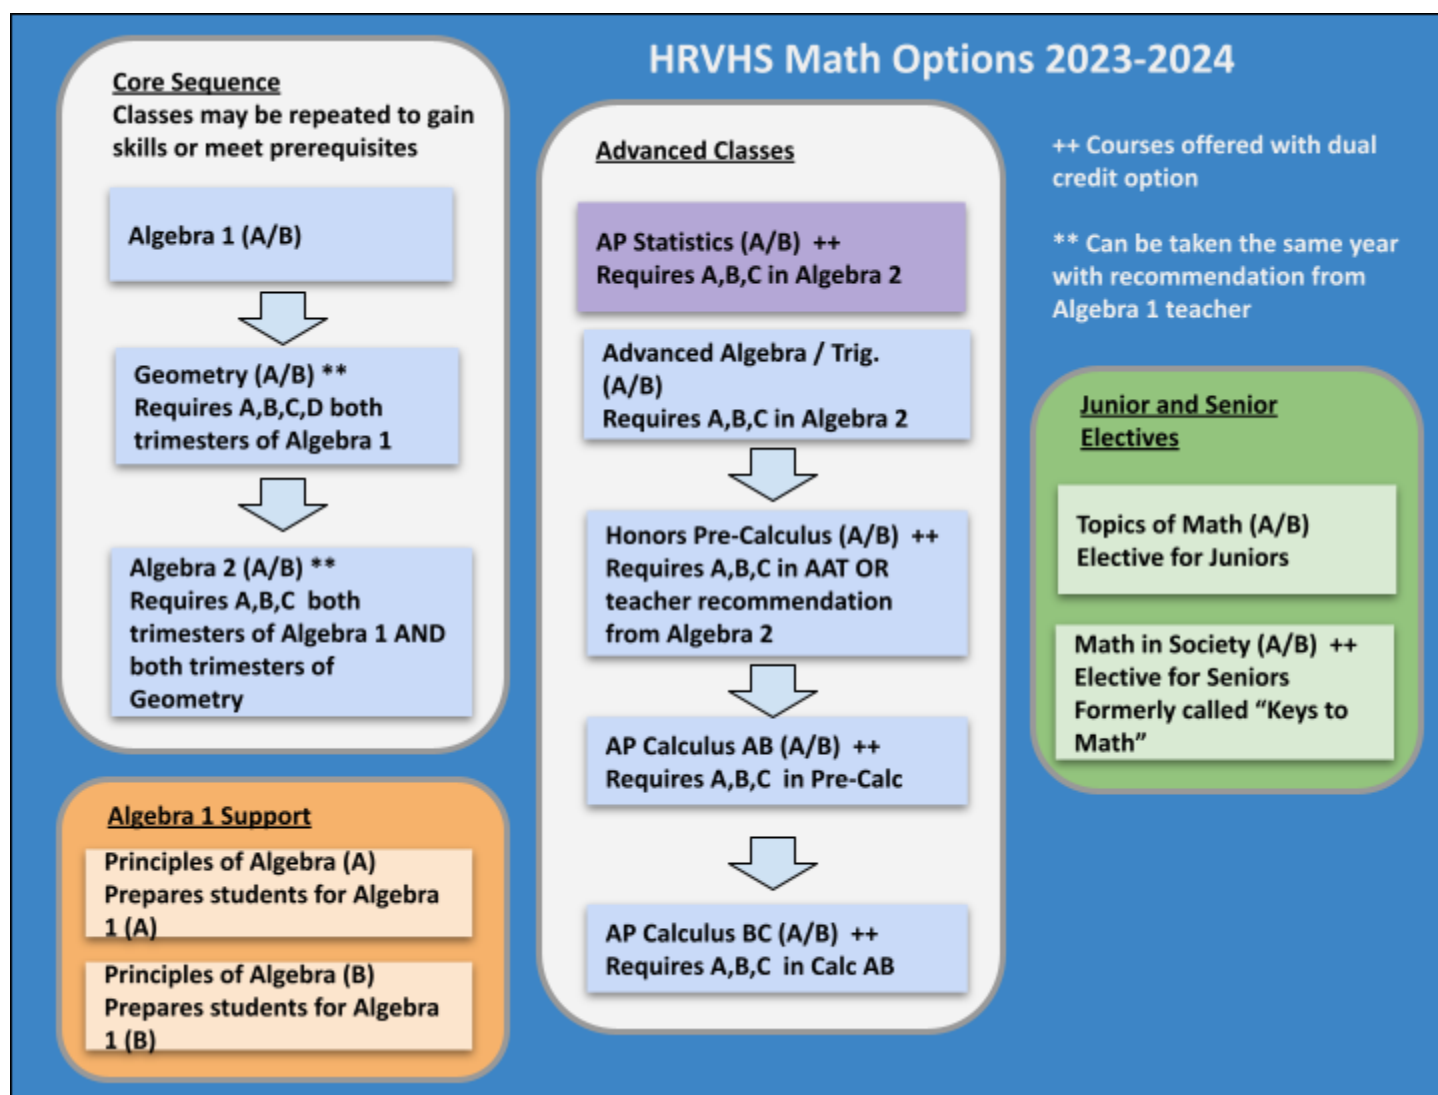 HRVHS Math Options 2023-2024
Core Sequence
Classes may be repeated to gain
skills or meet prerequisites
Algebra 1 (A/B)
Geometry (A/B) **
Requires A,B,C,D both
trimesters of Algebra 1
Algebra 2 (A/B) **
Requires A,B,C  both
trimesters of Algebra 1 AND
both trimesters of
Geometry
Algebra 1 Support
Principles of Algebra (A)
Prepares students for Algebra
1 (A)
Principles of Algebra (B)
Prepares students for Algebra
1 (B)
Advanced Classes
AP Statistics (A/B)  ++
Requires A,B,C in Algebra 2
Advanced Algebra / Trig.
(A/B)
Requires A,B,C in Algebra 2
Honors Pre-Calculus (A/B)  ++
Requires A,B,C in AAT OR
teacher recommendation
from Algebra 2
AP Calculus AB (A/B)  ++
Requires A,B,C  in Pre-Calc
AP Calculus BC (A/B)  ++
Requires A,B,C  in Calc AB
++ Courses offered with dual
credit option
** Can be taken the same year
with recommendation from
Algebra 1 teacher
Junior and Senior
Electives
Topics of Math (A/B)
Elective for Juniors
Math in Society (A/B)  ++
Elective for Seniors
Formerly called “Keys to
Math”